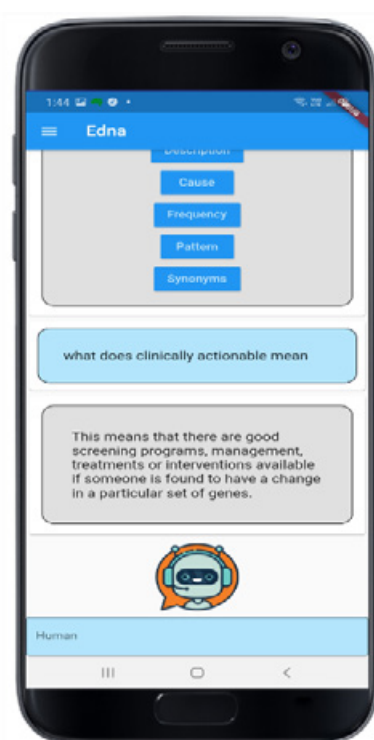 1:44
Edna
Description
Cause
Frequency
Pattern
Synonyms
what does clinically actionable mean
This means that there are good
screening programs, management,
treatments or interventions available
if someone is found to have a change
in a particular set of genes.
Human